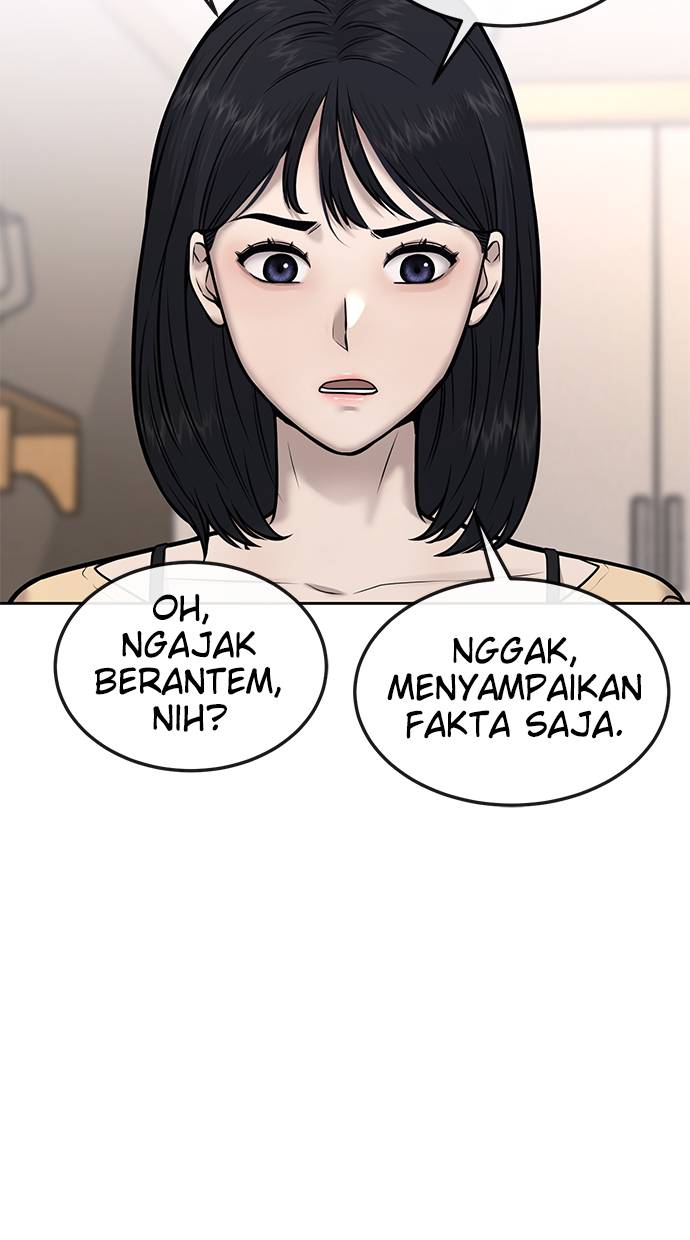 OH,
NGAJAK
BERANTEM,
NIH?
NGGAK,
MENYAMPAIKAN
FAKTA SAJA.